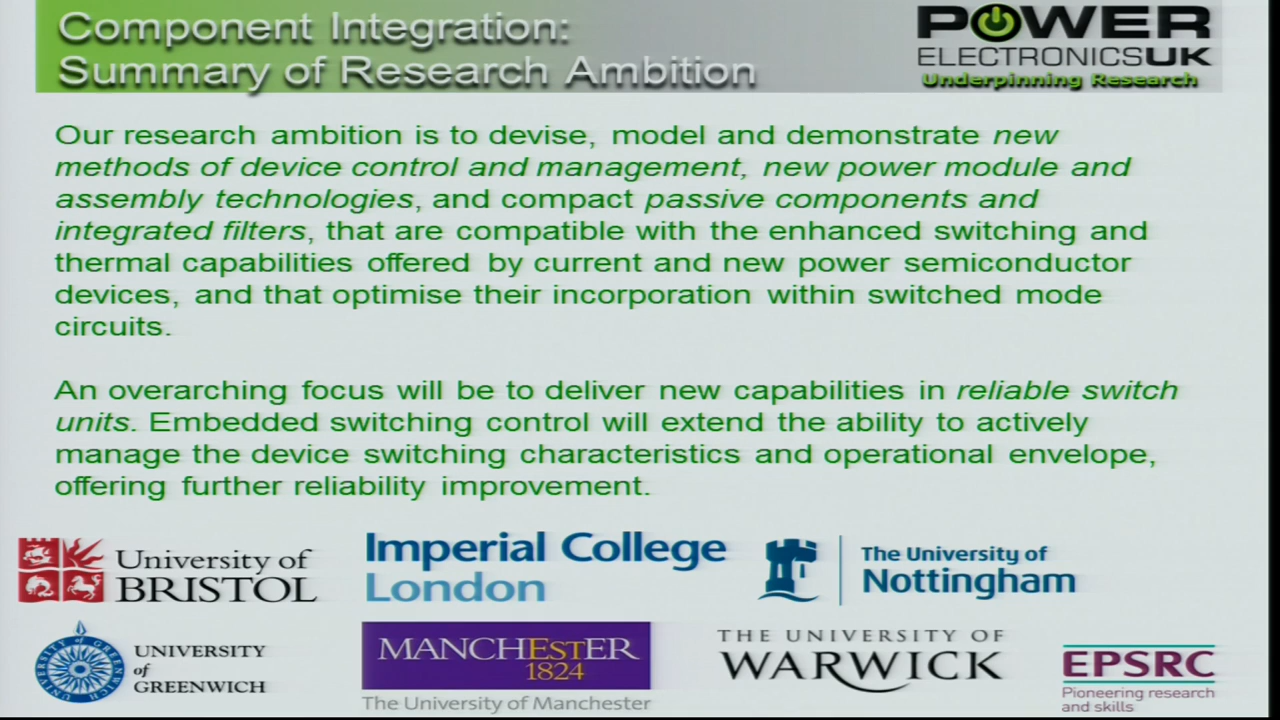 Component Integration:
Summary of Research Ambition
POWER
ELECTRONICSUK
Underpinning Research
Our research ambition is to devise, model and demonstrate new
methods of device control and management, new power module and
assembly technologies, and compact passive components and
integrated filters, that are compatible with the enhanced switching and
thermal capabilities offered by current and new power semiconductor
devices, and that optimise their incorporation within switched mode
circuits.
An overarching focus will be to deliver new capabilities in reliable switch
units. Embedded switching control will extend the ability to actively
manage the device switching characteristics and operational envelope,
offering further reliability improvement.
University of
BRISTOL
Imperial College
London
The University of
Nottingham
UNIVERSITY OF GREENWICH
UNIVERSITY
of
GREENWICH
MANCHESTER
1824
The University of Manchester
THE UNIVERSITY OF
WARWICK
EPSRC
Pioneering research
and skills